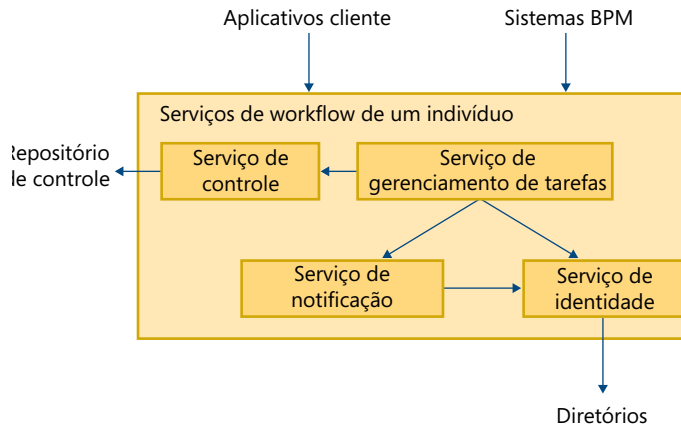 Aplicativos cliente
Sistemas BPM
Serviços de workflow de um indivíduo
Repositório
de controle
Serviço de
controle
Serviço de
gerenciamento de tarefas
Serviço de
notificação
Serviço de
identidade
Diretórios